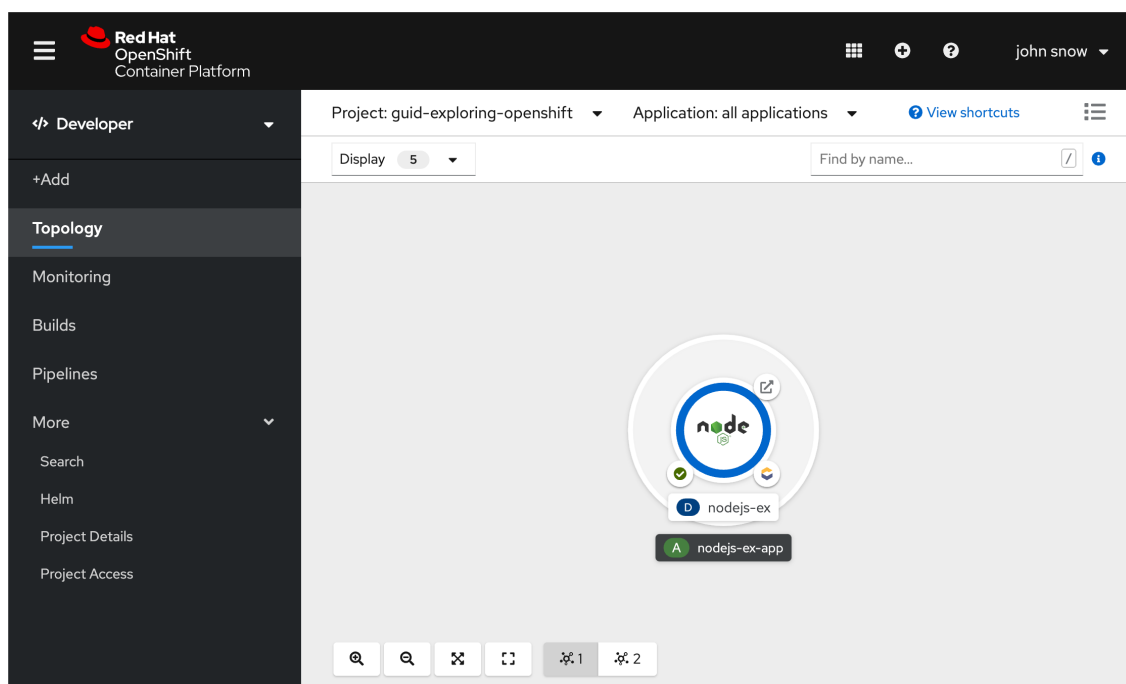 Red Hat
OpenShift
Container Platform
john snow
</> Developer
Project: guid-exploring-openshift
Application: all applications
? View shortcuts
Display 5
Find by name...
/
i
+Add
Topology
Monitoring
Builds
Pipelines
More
Search
Helm
Project Details
Project Access
node
JS
D nodejs-ex
A nodejs-ex-app
1
2